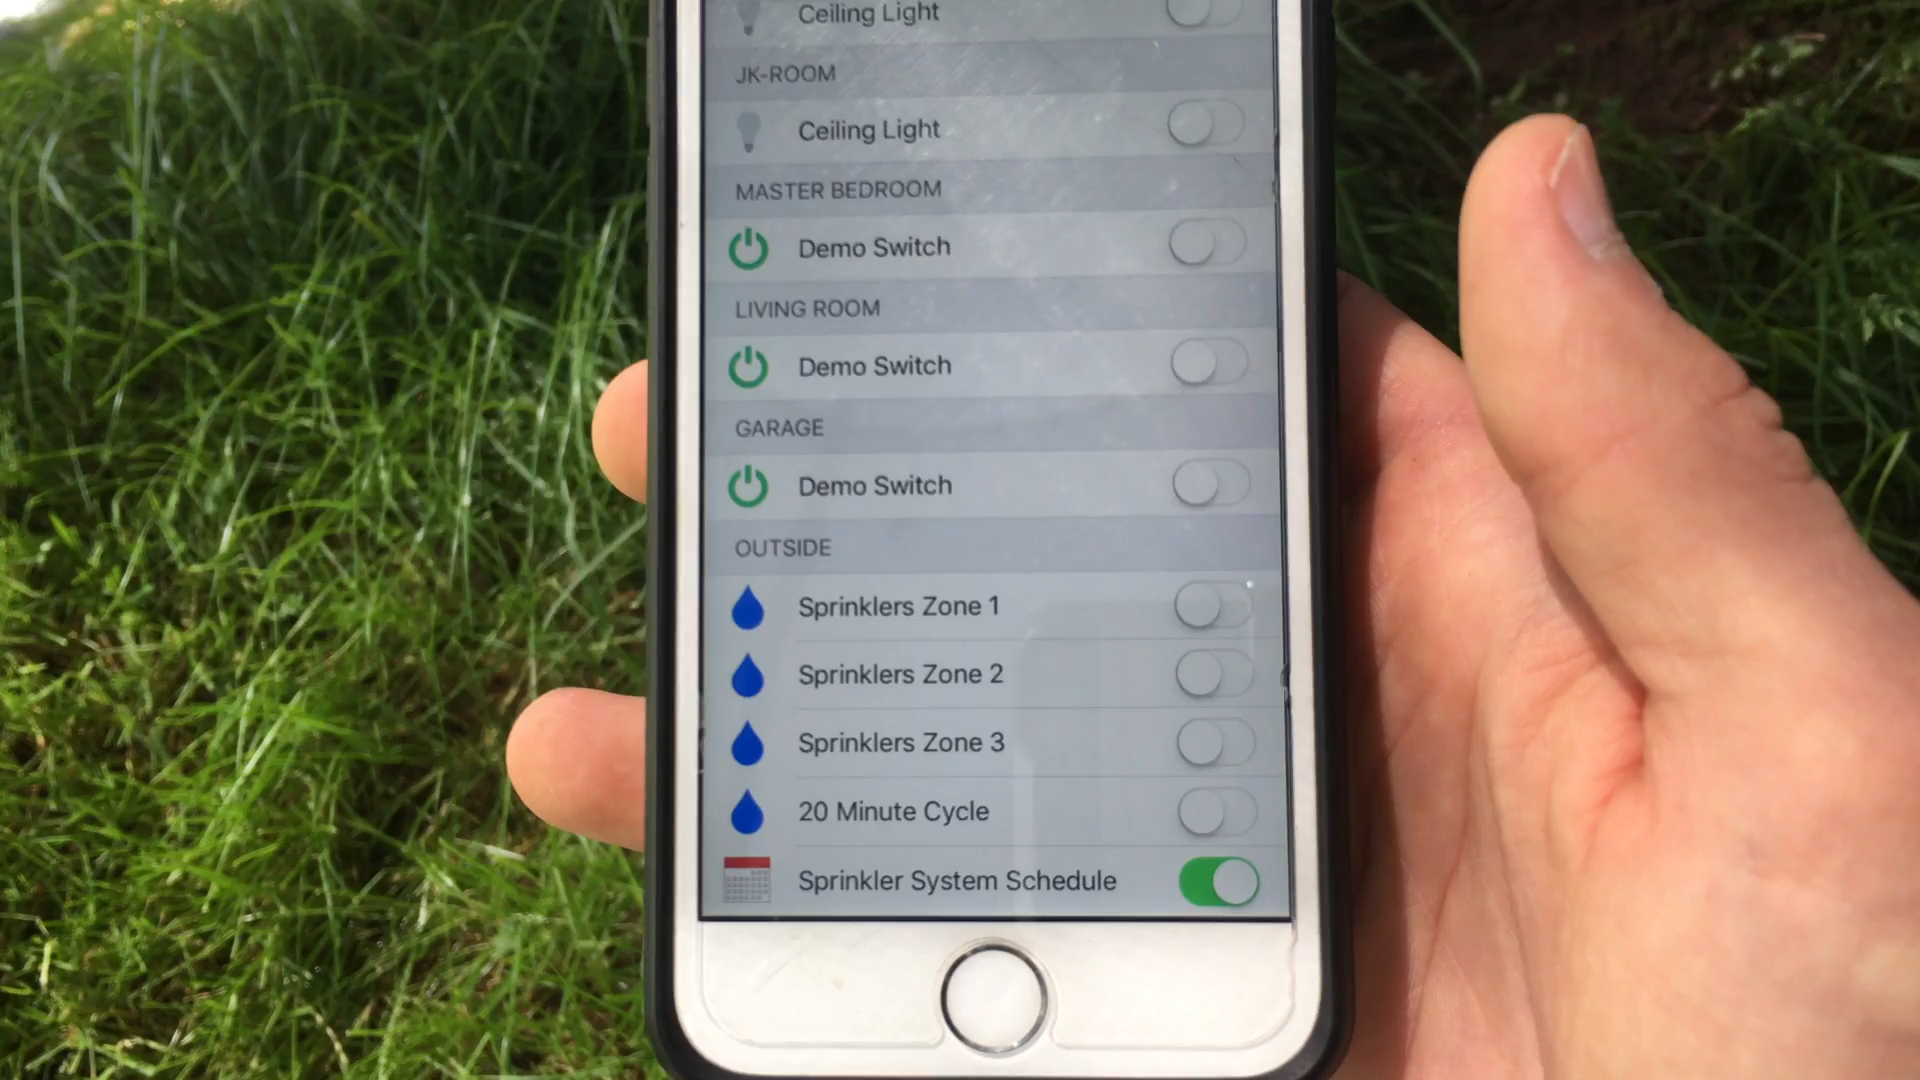 Ceiling Light
JK-ROOM
Ceiling Light
MASTER BEDROOM
Demo Switch
LIVING ROOM
Demo Switch
GARAGE
Demo Switch
OUTSIDE
Sprinklers Zone 1
Sprinklers Zone 2
Sprinklers Zone 3
20 Minute Cycle
Sprinkler System Schedule